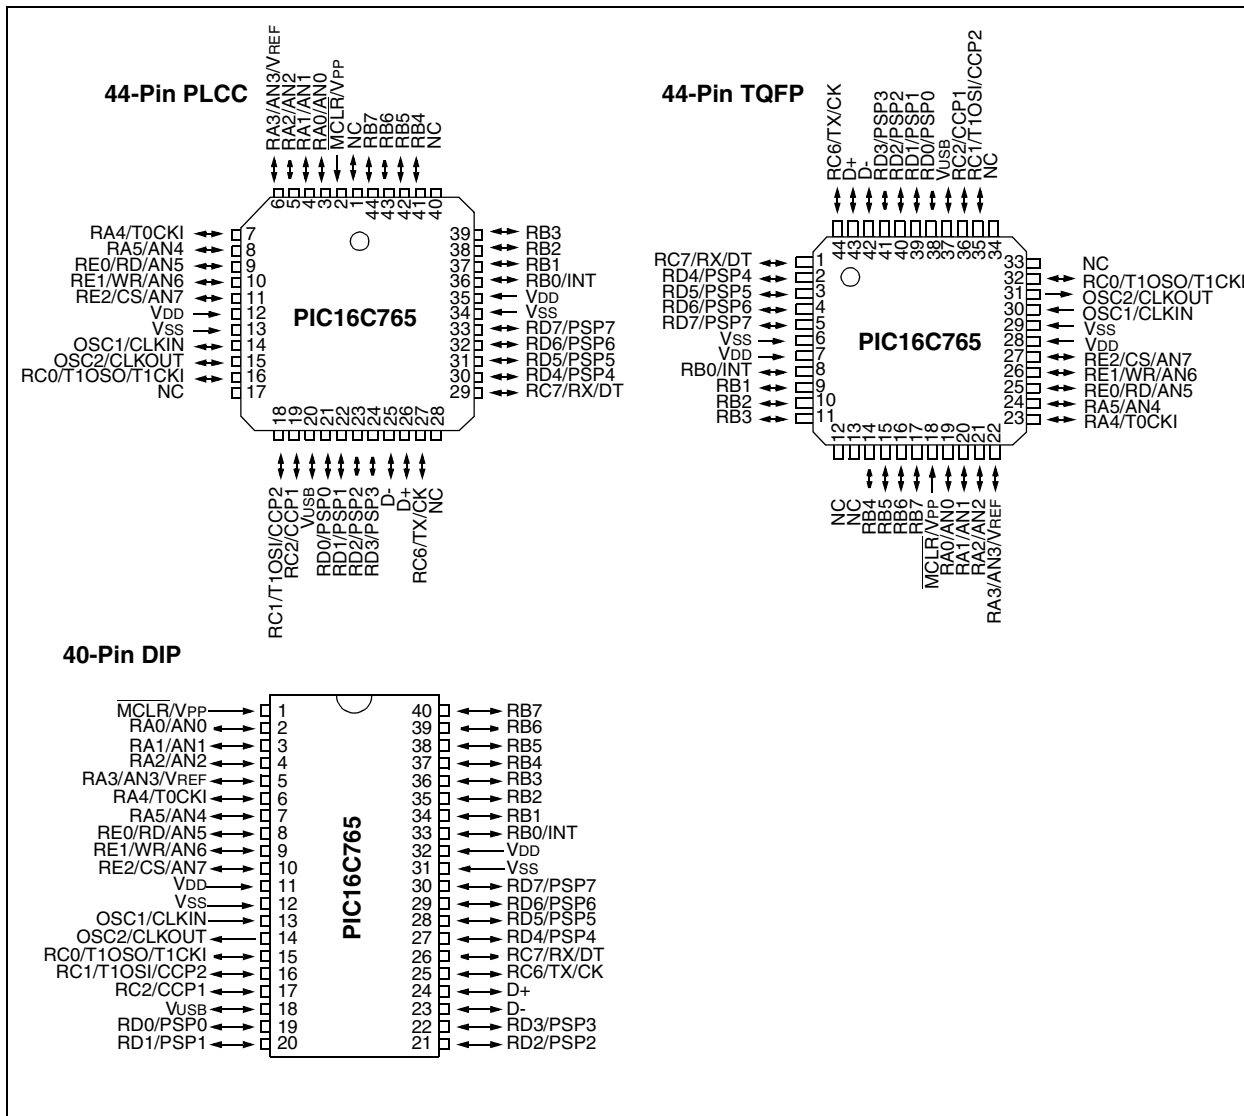 44-Pin PLCC
RA3/AN3/VREF
RA2/AN2
RA1/AN1
RA0/AN0
MCLR/VPP
NC
RB7
RB6
RB5
RB4
NC
6
5
4
3
2
1
44
43
42
41
40
RA4/T0CKI 7
RA5/AN4 8
RE0/RD/AN5 9
RE1/WR/AN6 10
RE2/CS/AN7 11
VDD 12
VSS 13
OSC1/CLKIN 14
OSC2/CLKOUT 15
RC0/T1OSO/T1CKI 16
NC 17
PIC16C765
39 RB3
38 RB2
37 RB1
36 RB0/INT
35 VDD
34 VSS
33 RD7/PSP7
32 RD6/PSP6
31 RD5/PSP5
30 RD4/PSP4
29 RC7/RX/DT
18
19
20
21
22
23
24
25
26
27
28
RC1/T1OSI/CCP2
RC2/CCP1
VUSB
RD0/PSP0
RD1/PSP1
RD2/PSP2
RD3/PSP3
D-
D+
RC6/TX/CK
NC
44-Pin TQFP
RC6/TX/CK
D+
D-
RD3/PSP3
RD2/PSP2
RD1/PSP1
RD0/PSP0
VUSB
RC2/CCP1
RC1/T1OSI/CCP2
NC
44
43
42
41
40
39
38
37
36
35
34
RC7/RX/DT 1
RD4/PSP4 2
RD5/PSP5 3
RD6/PSP6 4
RD7/PSP7 5
VSS 6
VDD 7
RB0/INT 8
RB1 9
RB2 10
RB3 11
PIC16C765
33 NC
32 RC0/T1OSO/T1CKI
31 OSC2/CLKOUT
30 OSC1/CLKIN
29 VSS
28 VDD
27 RE2/CS/AN7
26 RE1/WR/AN6
25 RE0/RD/AN5
24 RA5/AN4
23 RA4/T0CKI
12
13
14
15
16
17
18
19
20
21
22
NC
NC
RB4
RB5
RB6
RB7
MCLR/VPP
RA0/AN0
RA1/AN1
RA2/AN2
RA3/AN3/VREF
40-Pin DIP
MCLR/VPP 1
RA0/AN0 2
RA1/AN1 3
RA2/AN2 4
RA3/AN3/VREF 5
RA4/T0CKI 6
RA5/AN4 7
RE0/RD/AN5 8
RE1/WR/AN6 9
RE2/CS/AN7 10
VDD 11
VSS 12
OSC1/CLKIN 13
OSC2/CLKOUT 14
RC0/T1OSO/T1CKI 15
RC1/T1OSI/CCP2 16
RC2/CCP1 17
VUSB 18
RD0/PSP0 19
RD1/PSP1 20
PIC16C765
40 RB7
39 RB6
38 RB5
37 RB4
36 RB3
35 RB2
34 RB1
33 RB0/INT
32 VDD
31 VSS
30 RD7/PSP7
29 RD6/PSP6
28 RD5/PSP5
27 RD4/PSP4
26 RC7/RX/DT
25 RC6/TX/CK
24 D+
23 D-
22 RD3/PSP3
21 RD2/PSP2